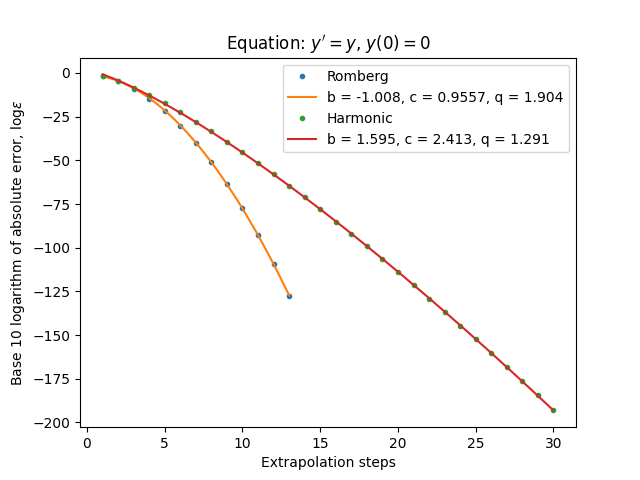 Equation: y′ = y, y(0) = 0
Romberg
b = -1.008, c = 0.9557, q = 1.904
Harmonic
b = 1.595, c = 2.413, q = 1.291
Base 10 logarithm of absolute error, logε
0
−25
−50
−75
−100
−125
−150
−175
−200
0 5 10 15 20 25 30
Extrapolation steps